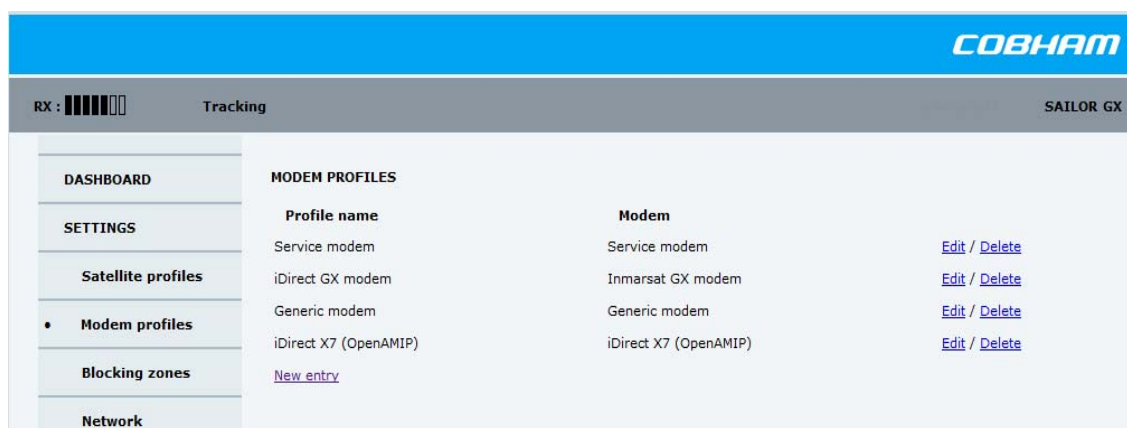 COBHAM
RX : Tracking SAILOR GX
DASHBOARD
SETTINGS
Satellite profiles
• Modem profiles
Blocking zones
Network
MODEM PROFILES
Profile name Modem
Service modem Service modem Edit / Delete
iDirect GX modem Inmarsat GX modem Edit / Delete
Generic modem Generic modem Edit / Delete
iDirect X7 (OpenAMIP) iDirect X7 (OpenAMIP) Edit / Delete
New entry